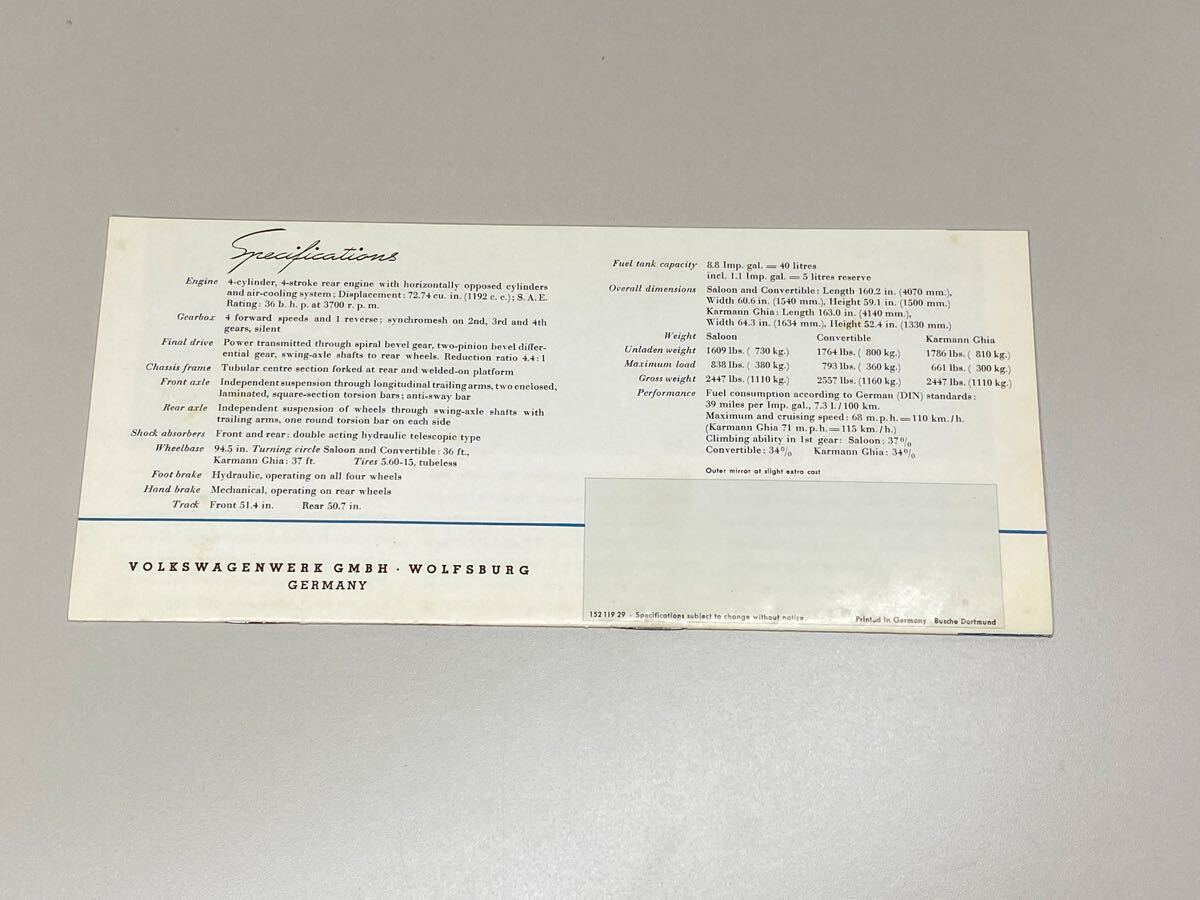 Specifications
Engine 4-cylinder, 4-stroke rear engine with horizontally opposed cylinders
and air-cooling system; Displacement: 72.74 cu. in. (1192 c. c.); S. A. E.
Rating: 36 b. h. p. at 3700 r. p. m.
Gearbox 4 forward speeds and 1 reverse; synchromesh on 2nd, 3rd and 4th
gears, silent
Final drive Power transmitted through spiral bevel gear, two-pinion bevel differ-
ential gear, swing-axle shafts to rear wheels. Reduction ratio 4.4:1
Chassis frame Tubular centre section forked at rear and welded-on platform
Front axle Independent suspension through longitudinal trailing arms, two enclosed,
laminated, square-section torsion bars; anti-sway bar
Rear axle Independent suspension of wheels through swing-axle shafts with
trailing arms, one round torsion bar on each side
Shock absorbers Front and rear: double acting hydraulic telescopic type
Wheelbase 94.5 in. Turning circle Saloon and Convertible: 36 ft.,
Karmann Ghia: 37 ft. Tires 5.60-15, tubeless
Foot brake Hydraulic, operating on all four wheels
Hand brake Mechanical, operating on rear wheels
Track Front 51.4 in. Rear 50.7 in.
VOLKSWAGENWERK GMBH · WOLFSBURG
GERMANY
Fuel tank capacity 8.8 Imp. gal. = 40 litres
incl. 1.1 Imp. gal. = 5 litres reserve
Overall dimensions Saloon and Convertible: Length 160.2 in. (4070 mm.),
Width 60.6 in. (1540 mm.), Height 59.1 in. (1500 mm.)
Karmann Ghia: Length 163.0 in. (4140 mm.),
Width 64.3 in. (1634 mm.), Height 52.4 in. (1330 mm.)
Weight Saloon Convertible Karmann Ghia
Unladen weight 1609 lbs. ( 730 kg.) 1764 lbs. ( 800 kg.) 1786 lbs. ( 810 kg.)
Maximum load 838 lbs. ( 380 kg.) 793 lbs. ( 360 kg.) 661 lbs. ( 300 kg.)
Gross weight 2447 lbs. (1110 kg.) 2557 lbs. (1160 kg.) 2447 lbs. (1110 kg.)
Performance Fuel consumption according to German (DIN) standards:
39 miles per Imp. gal., 7.3 l./100 km.
Maximum and cruising speed: 68 m. p. h. = 110 km./h.
(Karmann Ghia 71 m. p. h. = 115 km./h.)
Climbing ability in 1st gear: Saloon: 37%
Convertible: 34% Karmann Ghia: 34%
Outer mirror at slight extra cost
152 119 29 · Specifications subject to change without notice
Printed in Germany · Busche Dortmund